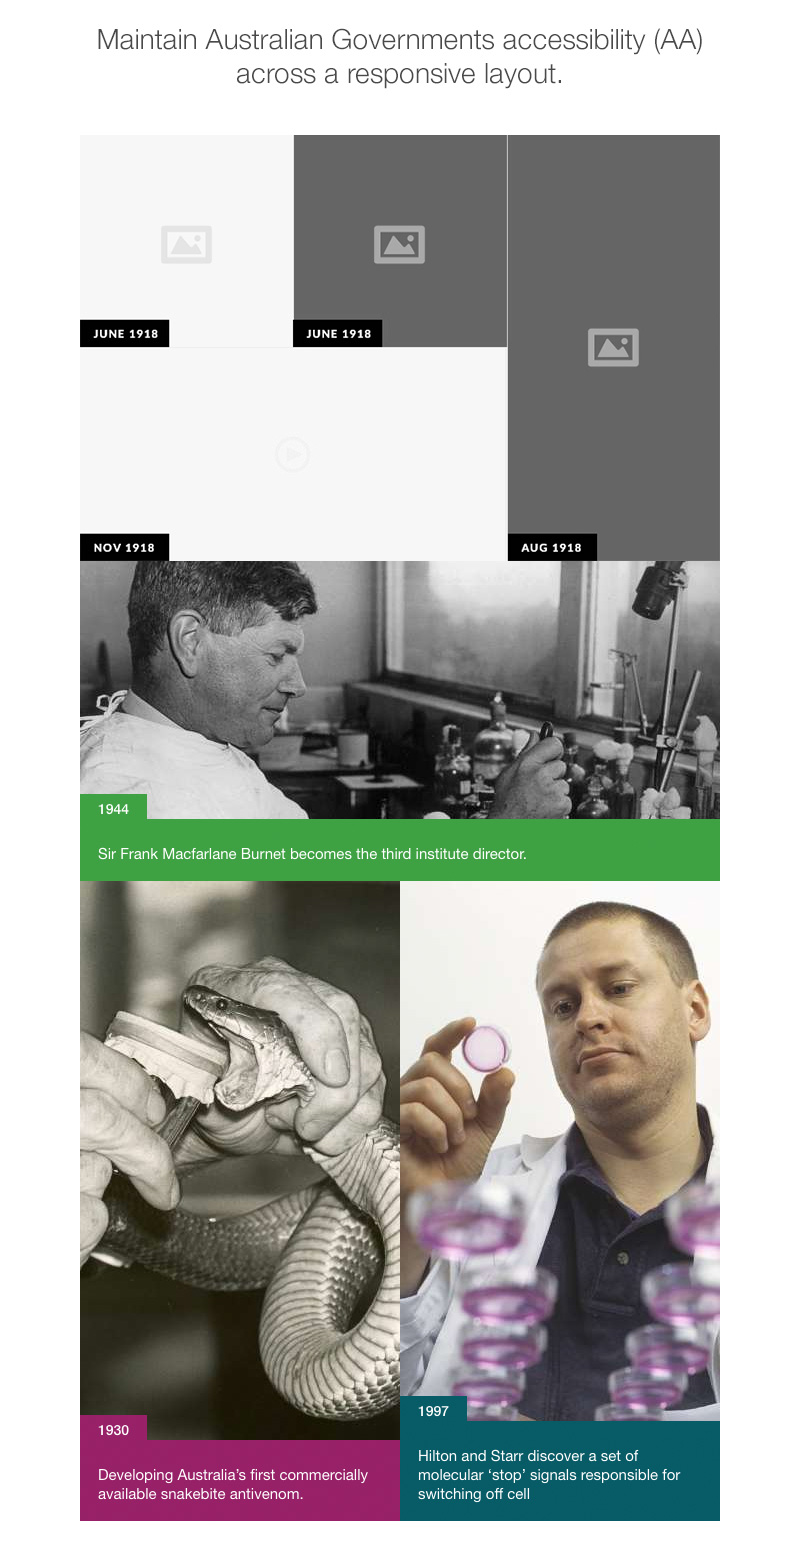 Maintain Australian Governments accessibility (AA)
across a responsive layout.
JUNE 1918
JUNE 1918
NOV 1918
AUG 1918
1944
Sir Frank Macfarlane Burnet becomes the third institute director.
1930
Developing Australia’s first commercially
available snakebite antivenom.
1997
Hilton and Starr discover a set of
molecular ‘stop’ signals responsible for
switching off cell